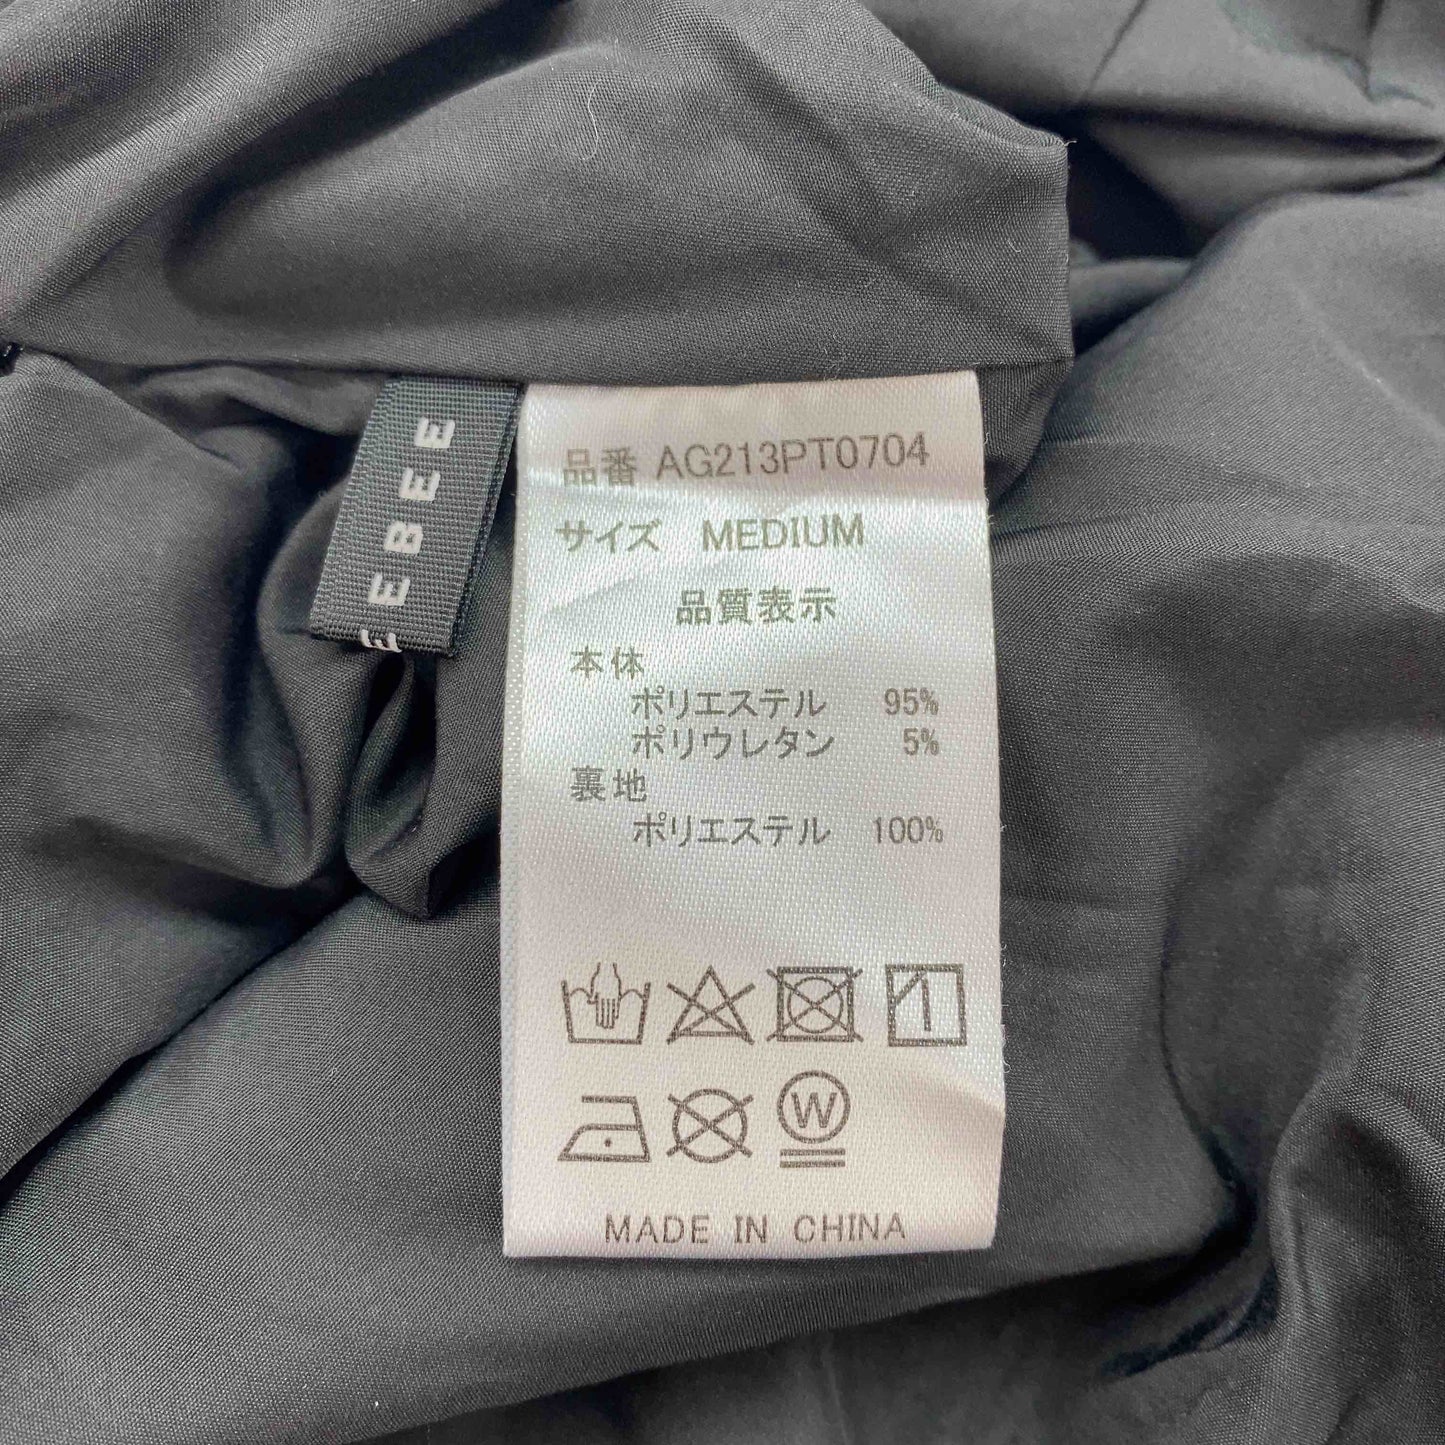 EBEE
品番 AG213PT0704
サイズ MEDIUM
品質表示
本体
ポリエステル 95%
ポリウレタン 5%
裏地
ポリエステル 100%
W
MADE IN CHINA